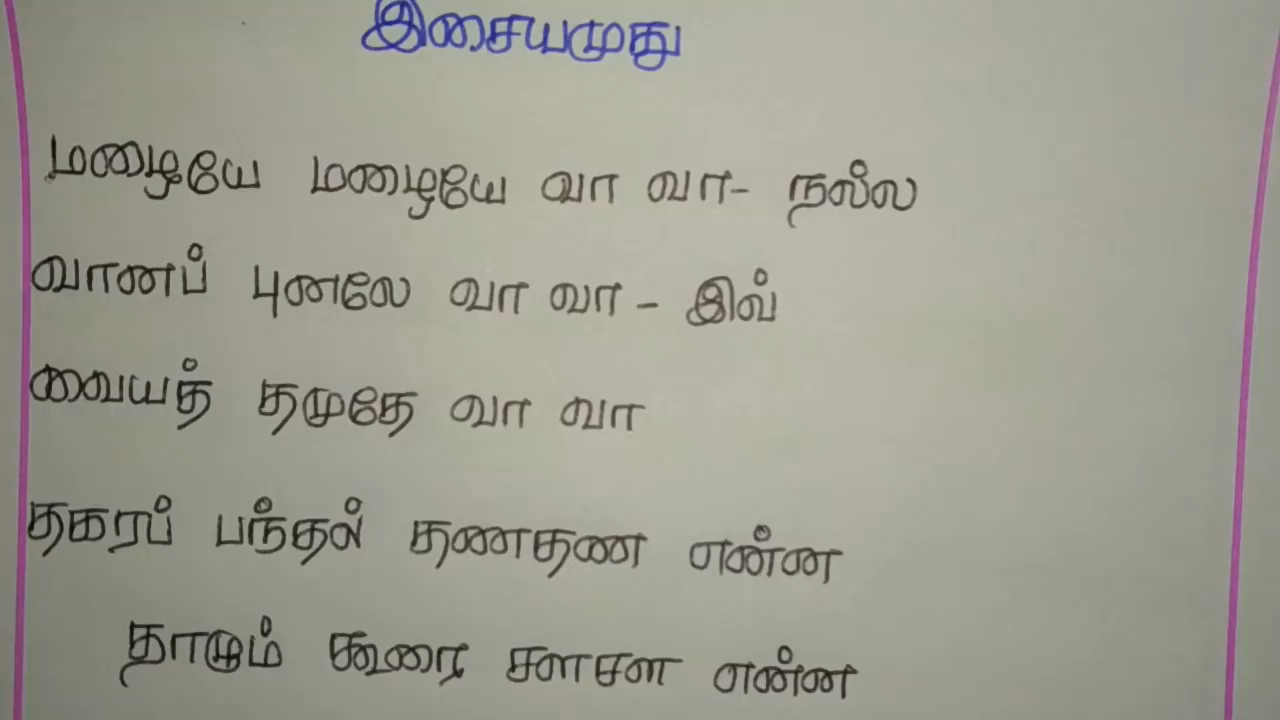 இசையமுது
மழையே மழையே வா வா- நல்ல
வானப் புனலே வா வா - இவ்
வையத் தமுதே வா வா
தகரப் பந்தல் தணதண என்ன
தாழும் கூரை சளசள என்ன